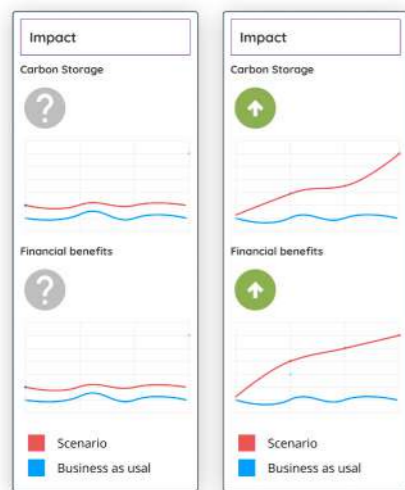 Impact
Carbon Storage
?
Financial benefits
?
Scenario
Business as usal
Impact
Carbon Storage
Financial benefits
Scenario
Business as usal